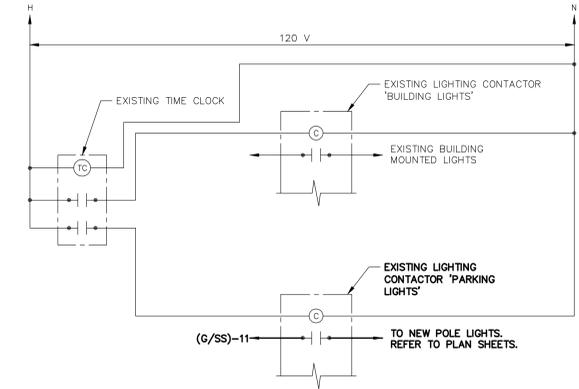 H
N
120 V
EXISTING TIME CLOCK
EXISTING LIGHTING CONTACTOR
'BUILDING LIGHTS'
C
EXISTING BUILDING
MOUNTED LIGHTS
TC
EXISTING LIGHTING
CONTACTOR 'PARKING
LIGHTS'
C
(G/SS)-11
TO NEW POLE LIGHTS.
REFER TO PLAN SHEETS.